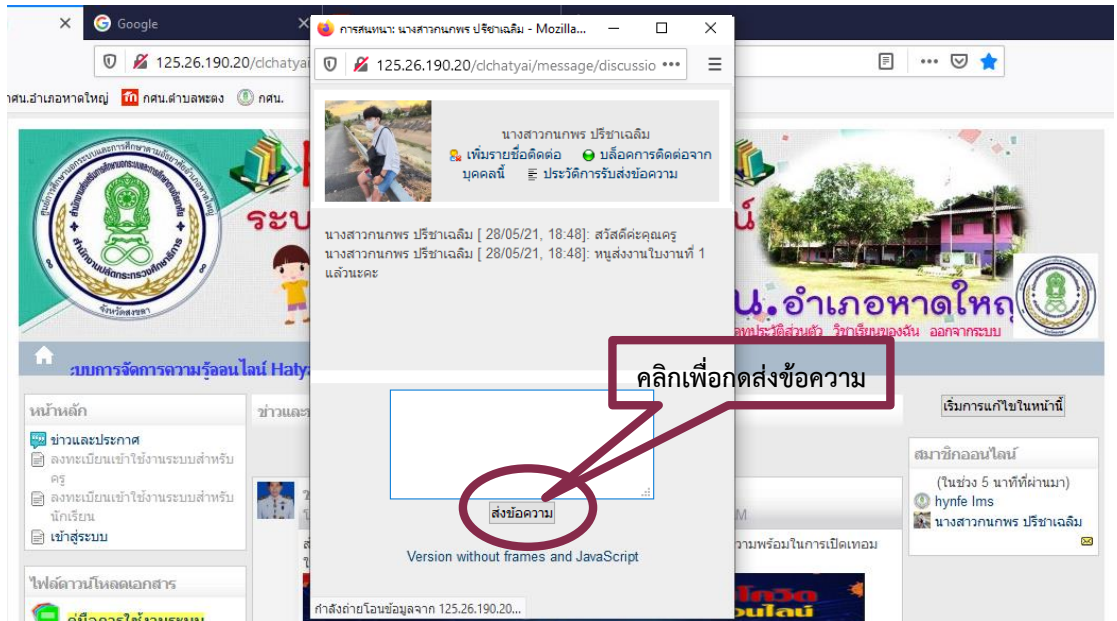 Google
125.26.190.20/clchatyai
การสนทนา: นางสาวกนกพร ปรีชาเฉลิม - Mozilla...
125.26.190.20/clchatyai/message/discussio
กศน.อำเภอหาดใหญ่ กศน.ตำบลพะตง กศน.
นางสาวกนกพร ปรีชาเฉลิม
เพิ่มรายชื่อติดต่อ บล็อคการติดต่อจาก
บุคคลนี้ ประวัติการรับส่งข้อความ
นางสาวกนกพร ปรีชาเฉลิม [ 28/05/21, 18:48]: สวัสดีค่ะคุณครู
นางสาวกนกพร ปรีชาเฉลิม [ 28/05/21, 18:48]: หนูส่งงานใบงานที่ 1
แล้วนะคะ
ระบ
น์
น.อำเภอหาดใหญ่
จังหวัดสงขลา
ประวัติส่วนตัว วิชาเรียนของฉัน ออกจากระบบ
ะบบการจัดการความรู้ออนไลน์ Haty
คลิกเพื่อกดส่งข้อความ
ส่งข้อความ
Version without frames and JavaScript
กำลังถ่ายโอนข้อมูลจาก 125.26.190.20...
หน้าหลัก
ข่าวและประกาศ
ลงทะเบียนเข้าใช้งานระบบสำหรับ
ครู
ลงทะเบียนเข้าใช้งานระบบสำหรับ
นักเรียน
เข้าสู่ระบบ
ไฟล์ดาวน์โหลดเอกสาร
คู่มือการใช้งานระบบ
ข่าวและ
วามพร้อมในการเปิดเทอม
เริ่มการแก้ไขในหน้านี้
สมาชิกออนไลน์
(ในช่วง 5 นาทีที่ผ่านมา)
hynfe lms
นางสาวกนกพร ปรีชาเฉลิม